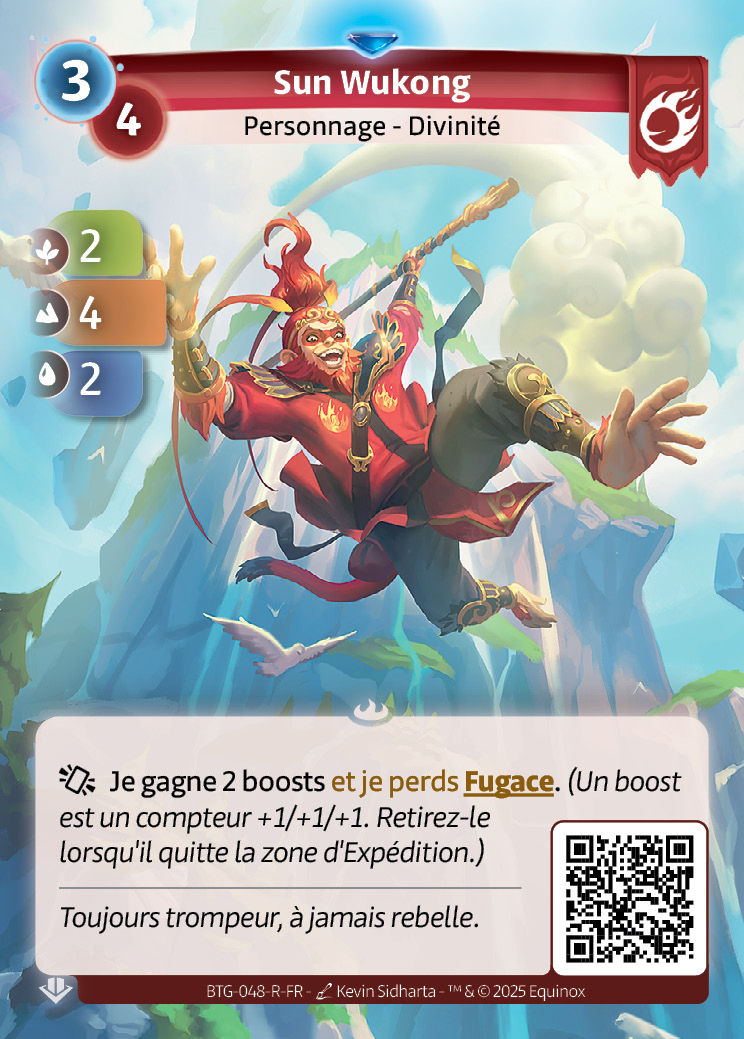 3
Sun Wukong
4
Personnage - Divinité
2
4
2
Je gagne 2 boosts et je perds Fugace. (Un boost
est un compteur +1/+1/+1. Retirez-le
lorsqu'il quitte la zone d'Expédition.)
Toujours trompeur, à jamais rebelle.
BTG-048-R-FR - Kevin Sidharta - ™ & © 2025 Equinox